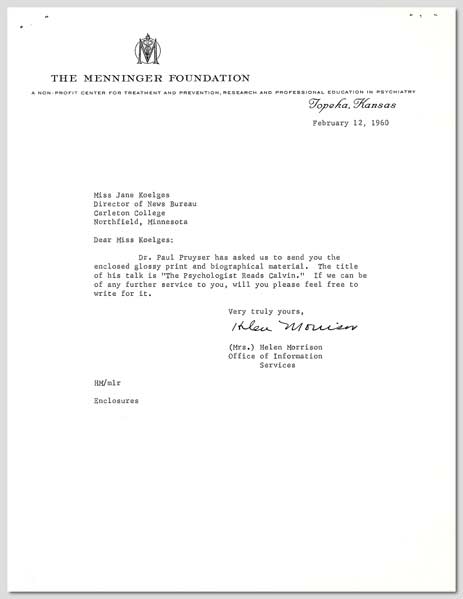 THE MENNINGER FOUNDATION
A NON-PROFIT CENTER FOR TREATMENT AND PREVENTION, RESEARCH AND PROFESSIONAL EDUCATION IN PSYCHIATRY
Topeka, Kansas
February 12, 1960
Miss Jane Koelges
Director of News Bureau
Carleton College
Northfield, Minnesota
Dear Miss Koelges:
Dr. Paul Pruyser has asked us to send you the
enclosed glossy print and biographical material. The title
of his talk is "The Psychologist Reads Calvin." If we can be
of any further service to you, will you please feel free to
write for it.
Very truly yours,
Helen Morrison
(Mrs.) Helen Morrison
Office of Information
Services
HM/mlr
Enclosures